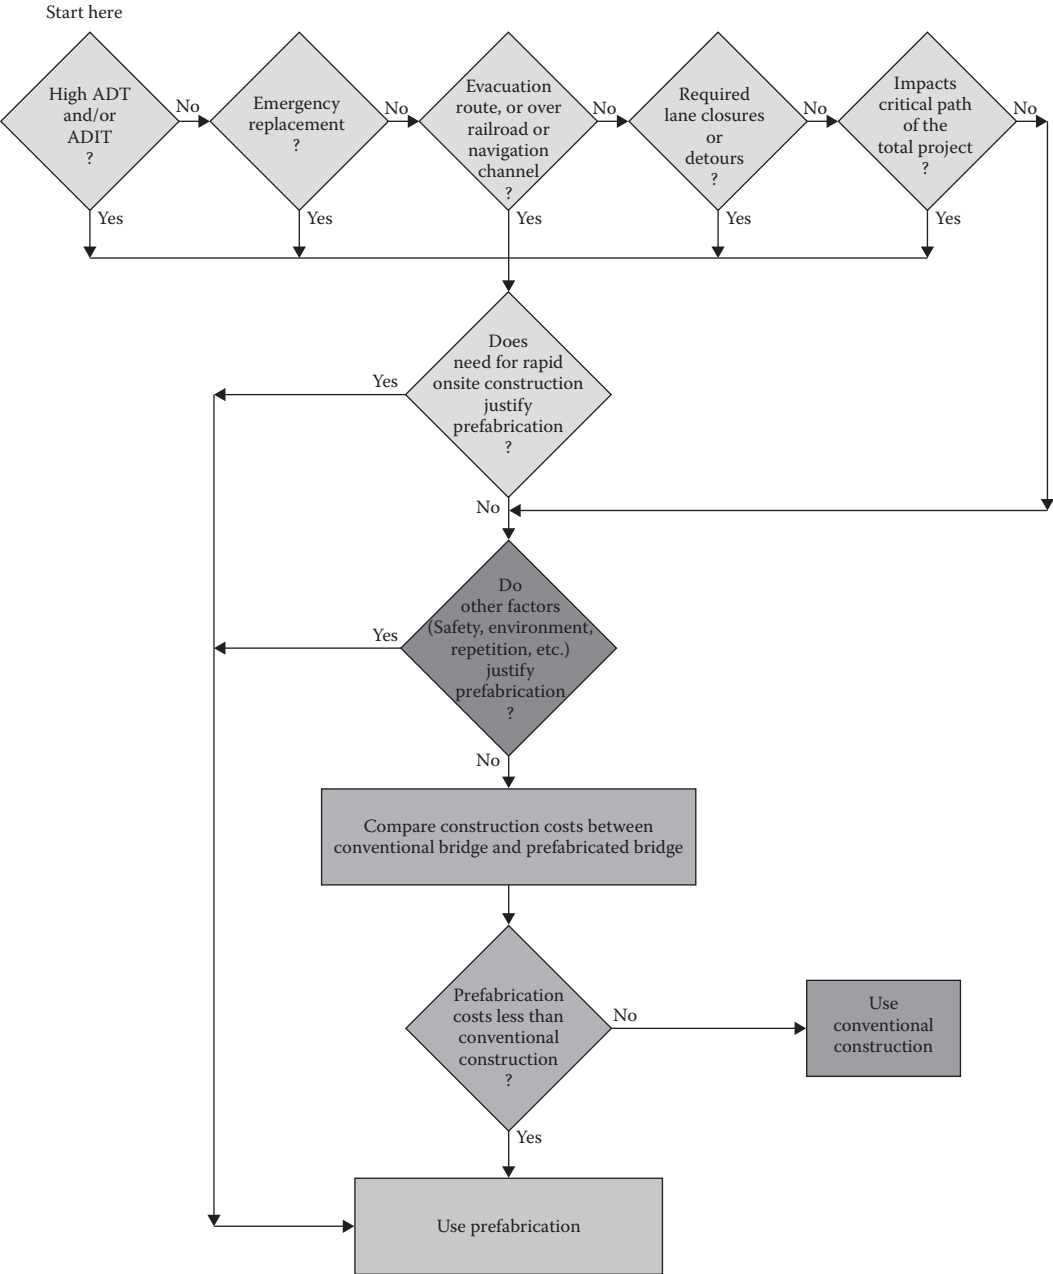 Start here
High ADT
and/or
ADIT
?
No
Yes
Emergency
replacement
?
No
Yes
Evacuation
route, or over
railroad or
navigation
channel
?
No
Yes
Required
lane closures
or
detours
?
No
Yes
Impacts
critical path
of the
total project
?
No
Yes
Does
need for rapid
onsite construction
justify
prefabrication
?
Yes
No
Do
other factors
(Safety, environment,
repetition, etc.)
justify
prefabrication
?
Yes
No
Compare construction costs between
conventional bridge and prefabricated bridge
Prefabrication
costs less than
conventional
construction
?
No
Use
conventional
construction
Yes
Use prefabrication